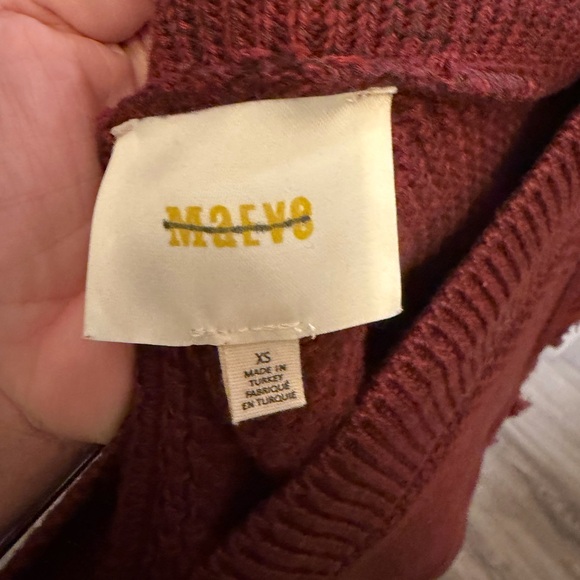 MaEVe
XS
MADE IN
TURKEY
FABRIQUÉ
EN TURQUIE